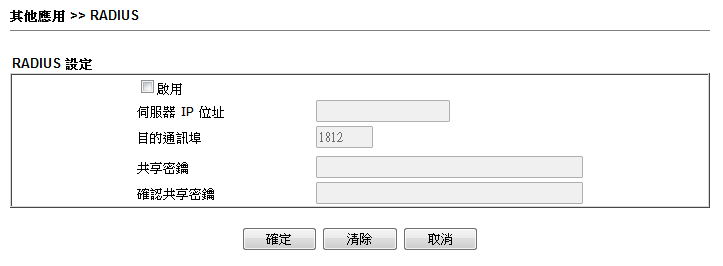 其他應用 >> RADIUS
RADIUS 設定
啟用
伺服器 IP 位址
目的通訊埠 1812
共享密鑰
確認共享密鑰
確定 清除 取消